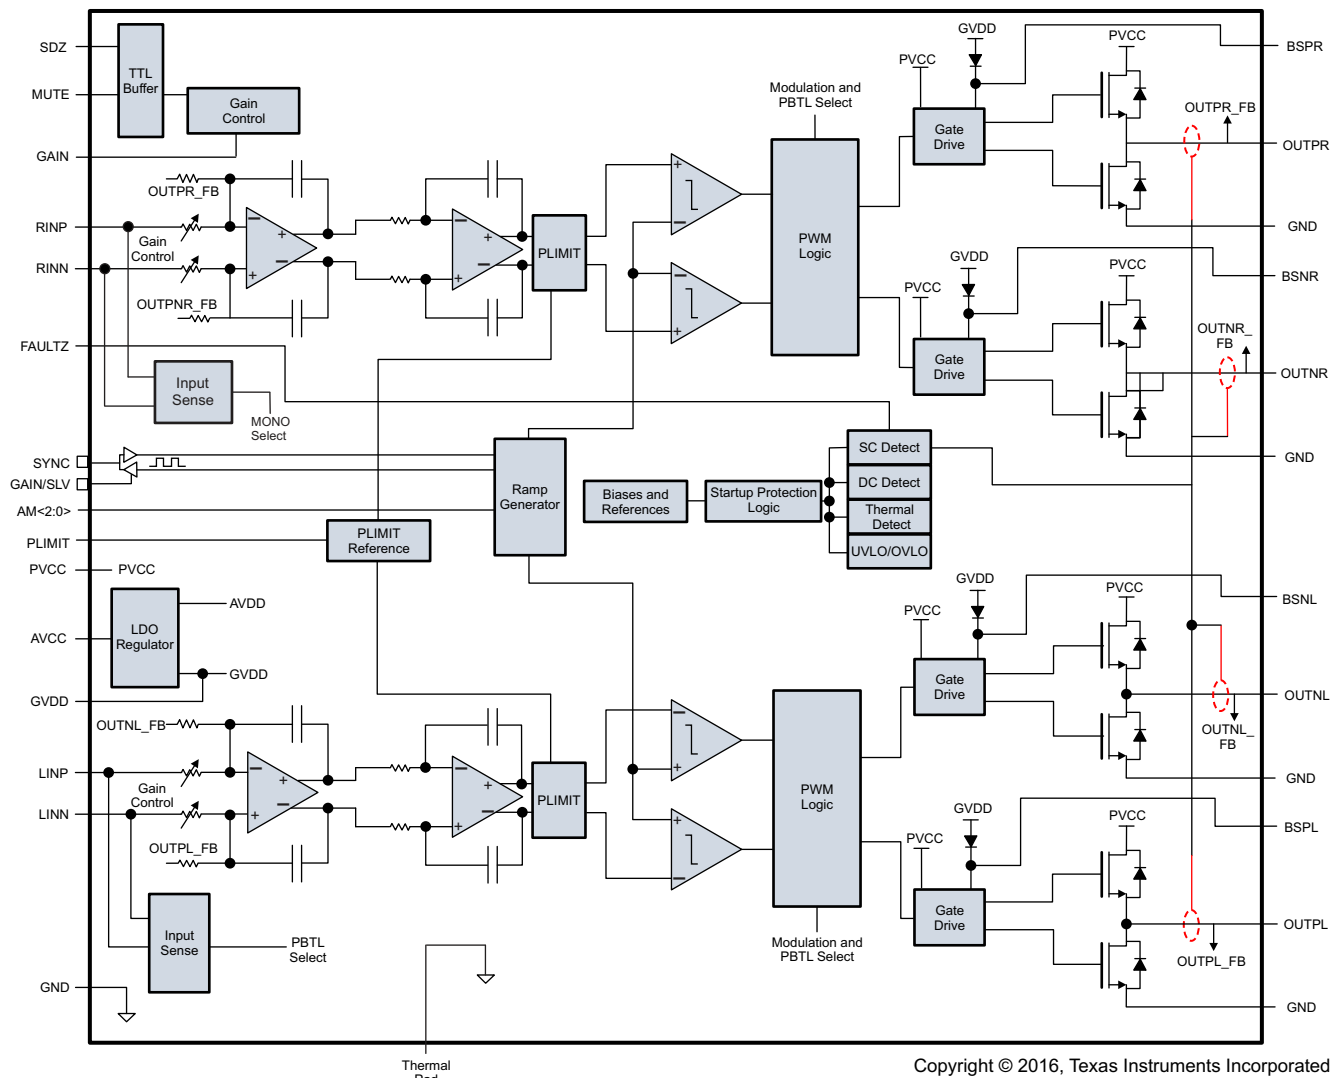 SDZ
MUTE
GAIN
TTL
Buffer
Gain
Control
OUTPR_FB
RINP
RINN
Gain
Control
OUTPNR_FB
FAULTZ
Input
Sense
MONO
Select
SYNC
GAIN/SLV
AM<2:0>
PLIMIT
PVCC
PVCC
AVCC
GVDD
LDO
Regulator
AVDD
GVDD
OUTNL_FB
LINP
LINN
Gain
Control
OUTPL_FB
Input
Sense
PBTL
Select
GND
Thermal
PLIMIT
PLIMIT
Reference
Ramp
Generator
PLIMIT
Modulation and
PBTL Select
PWM
Logic
Biases and
References
Startup Protection
Logic
SC Detect
DC Detect
Thermal
Detect
UVLO/OVLO
PWM
Logic
Modulation and
PBTL Select
GVDD
PVCC
Gate
Drive
PVCC
OUTPR_FB
BSPR
OUTPR
GND
GVDD
PVCC
Gate
Drive
PVCC
OUTNR_
FB
BSNR
OUTNR
GND
GVDD
PVCC
Gate
Drive
PVCC
OUTNL_
FB
BSNL
OUTNL
GND
GVDD
PVCC
Gate
Drive
PVCC
OUTPL_FB
BSPL
OUTPL
GND
Copyright © 2016, Texas Instruments Incorporated